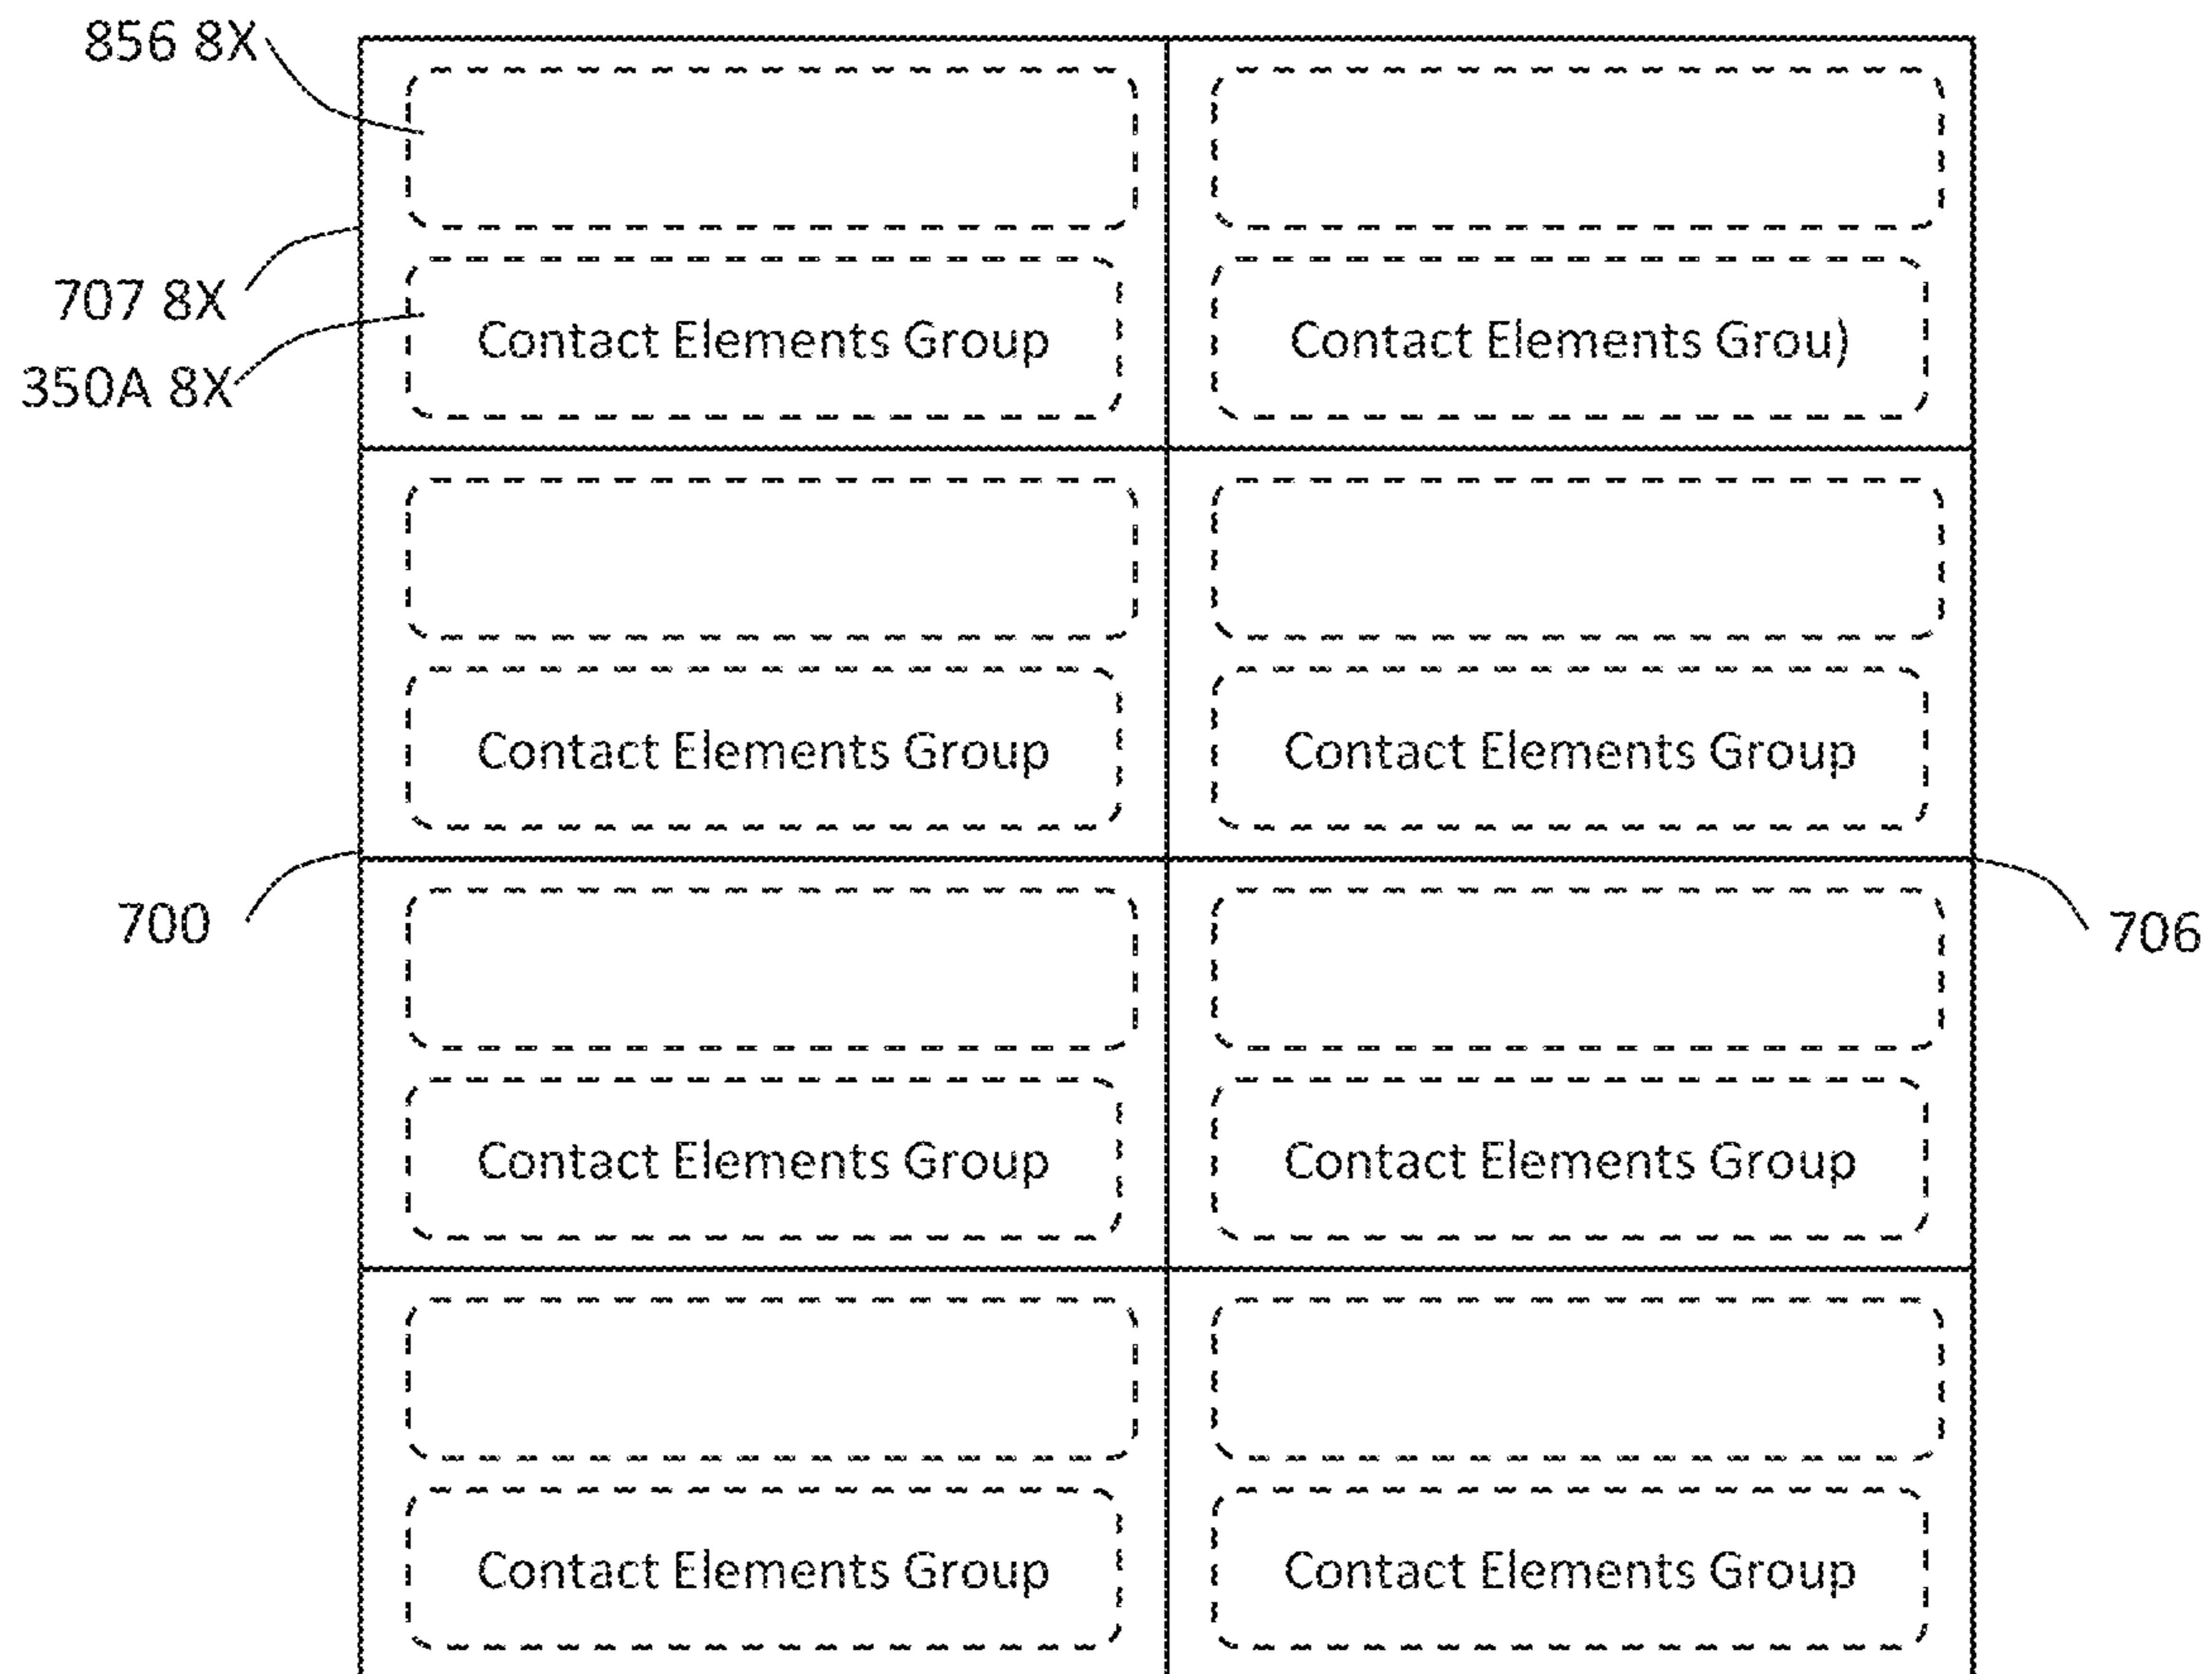 856 8X
707 8X
350A 8X
Contact Elements Group
Contact Elements Grou)
Contact Elements Group
Contact Elements Group
700
706
Contact Elements Group
Contact Elements Group
Contact Elements Group
Contact Elements Group